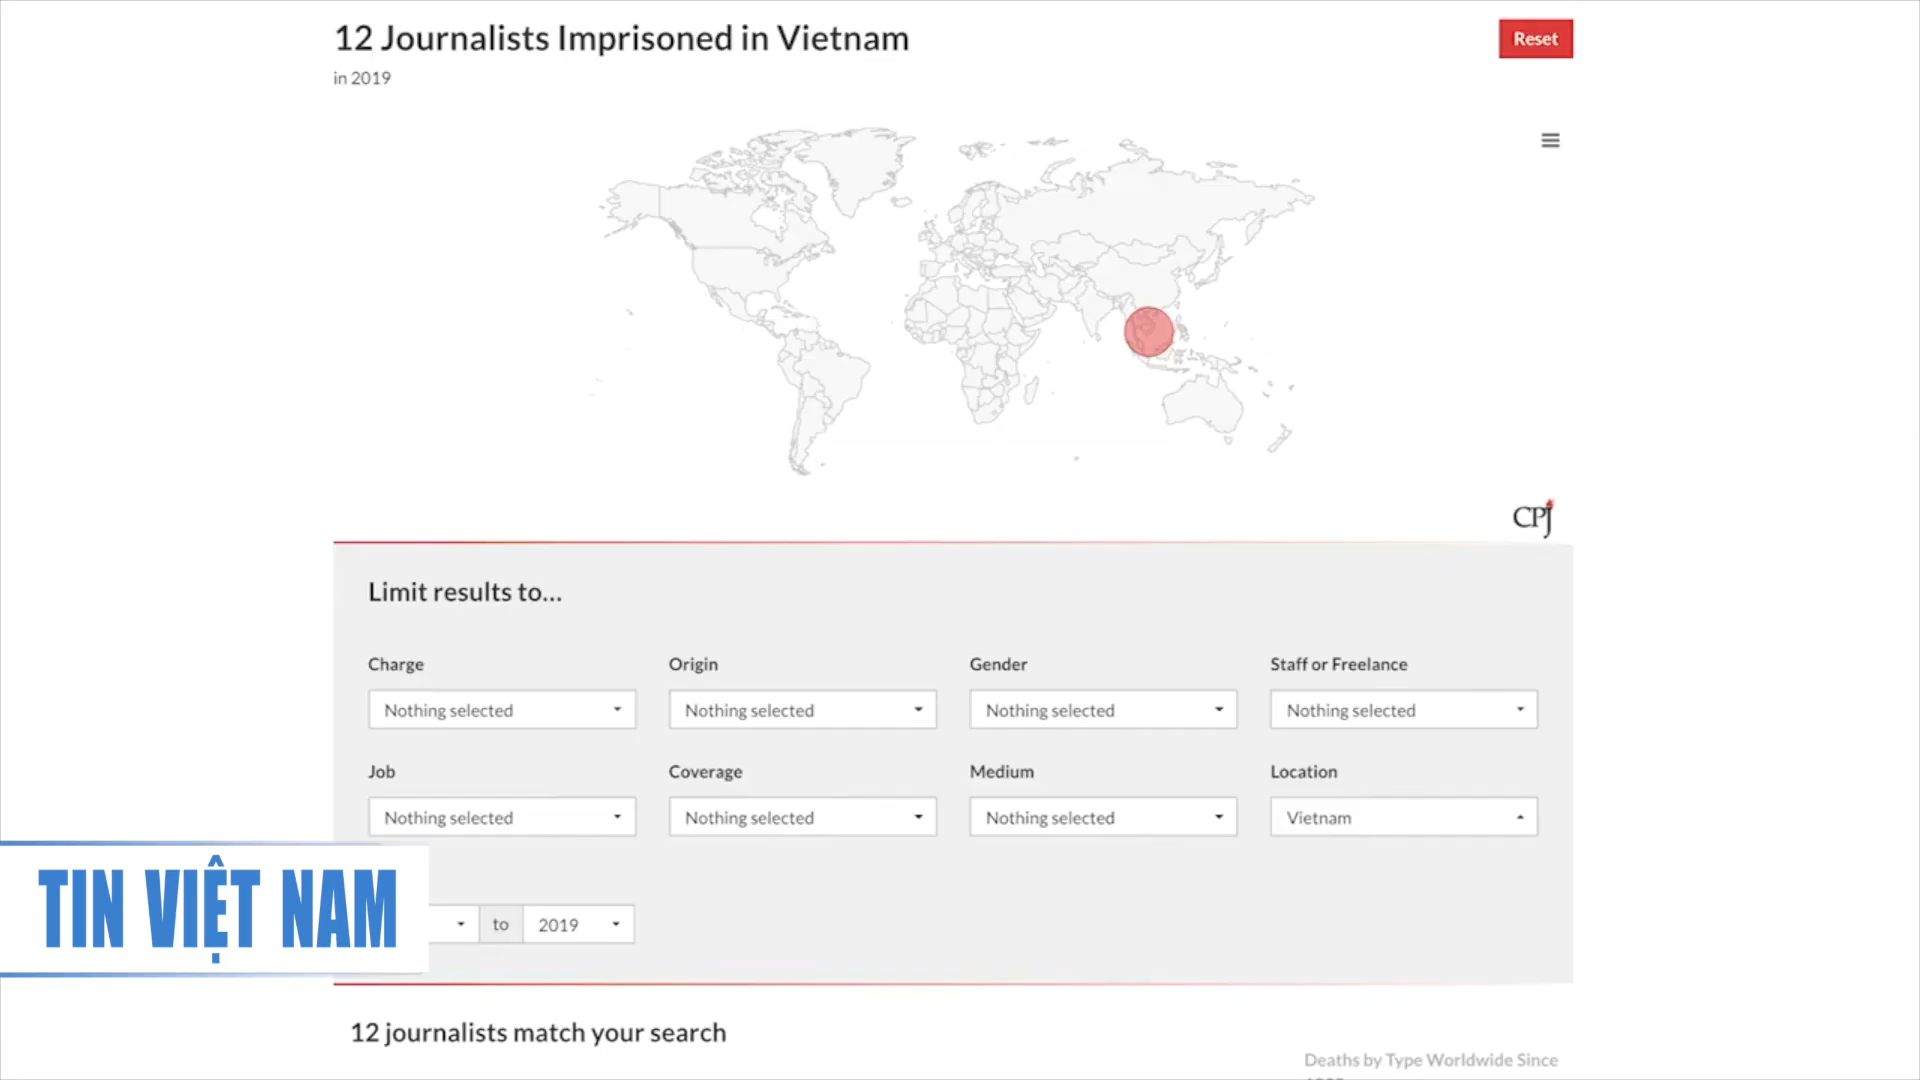 12 Journalists Imprisoned in Vietnam
Reset
in 2019
CPJ
Limit results to...
Charge
Origin
Gender
Staff or Freelance
Nothing selected
Nothing selected
Nothing selected
Nothing selected
Job
Coverage
Medium
Location
Nothing selected
Nothing selected
Nothing selected
Vietnam
TIN VIỆT NAM
to
2019
12 journalists match your search
Deaths by Type Worldwide Since